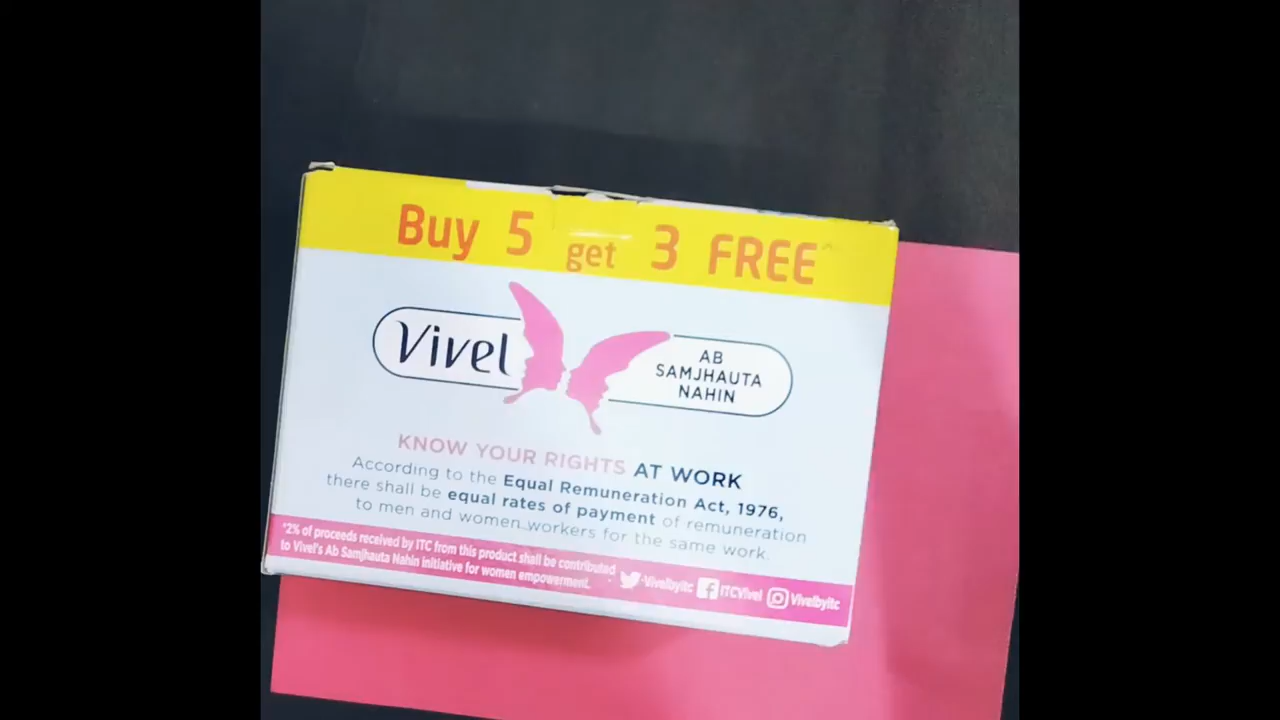 Buy 5 get 3 FREE^
Vivel
AB
SAMJHAUTA
NAHIN
KNOW YOUR RIGHTS AT WORK
According to the Equal Remuneration Act, 1976,
there shall be equal rates of payment of remuneration
to men and women workers for the same work.
*2% of proceeds received by ITC from this product shall be contributed
to Vivel's Ab Samjhauta Nahin initiative for women empowerment.
Vivelbyitc ITCVivel Vivelbyitc